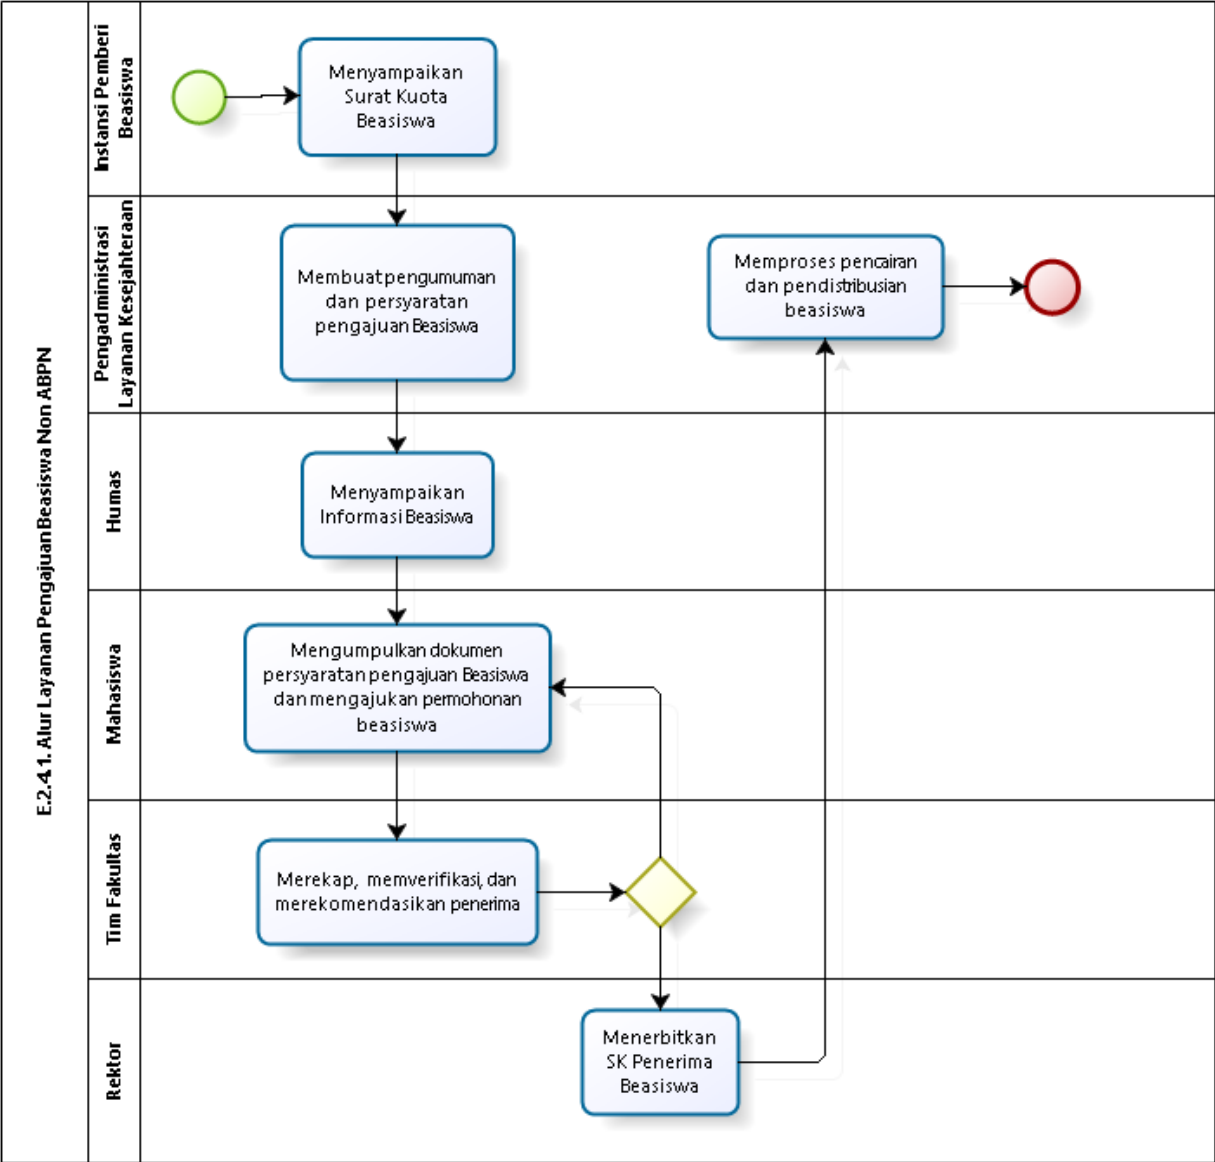 E.2.4.1. Alur Layanan Pengajuan Beasiswa Non ABPN
Instansi Pemberi
Beasiswa
Menyampaikan
Surat Kuota
Beasiswa
Pengadministrasi
Layanan Kesejahteraan
Membuat pengumuman
dan persyaratan
pengajuan Beasiswa
Memproses pencairan
dan pendistribusian
beasiswa
Humas
Menyampaikan
Informasi Beasiswa
Mahasiswa
Mengumpulkan dokumen
persyaratan pengajuan Beasiswa
dan mengajukan permohonan
beasiswa
Tim Fakultas
Merekap, memverifikasi, dan
merekomendasikan penerima
Rektor
Menerbitkan
SK Penerima
Beasiswa